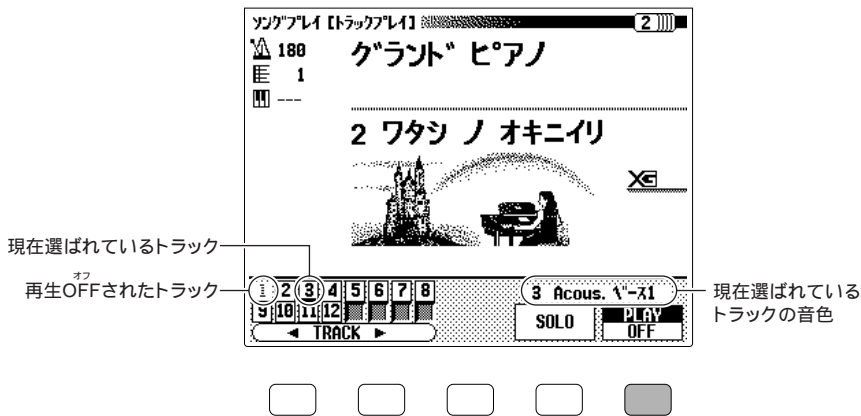 ソングプレイ [トラックプレイ]
2
180
グランド ピアノ
1
---
2 ワタシ ノ オキニイリ
XG
現在選ばれているトラック
オフ
再生OFFされたトラック
1 2 3 4 5 6 7 8
9 10 11 12
◀ TRACK ▶
3 Acous. ベース1
SOLO
PLAY
OFF
現在選ばれている
トラックの音色